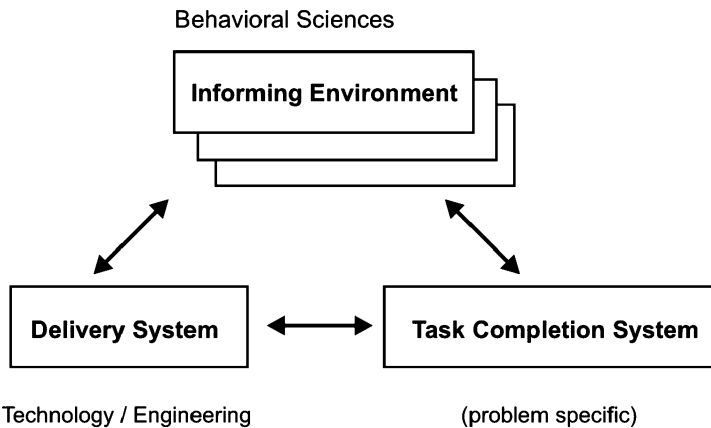 Behavioral Sciences
Informing Environment
Delivery System
Task Completion System
Technology / Engineering
(problem specific)